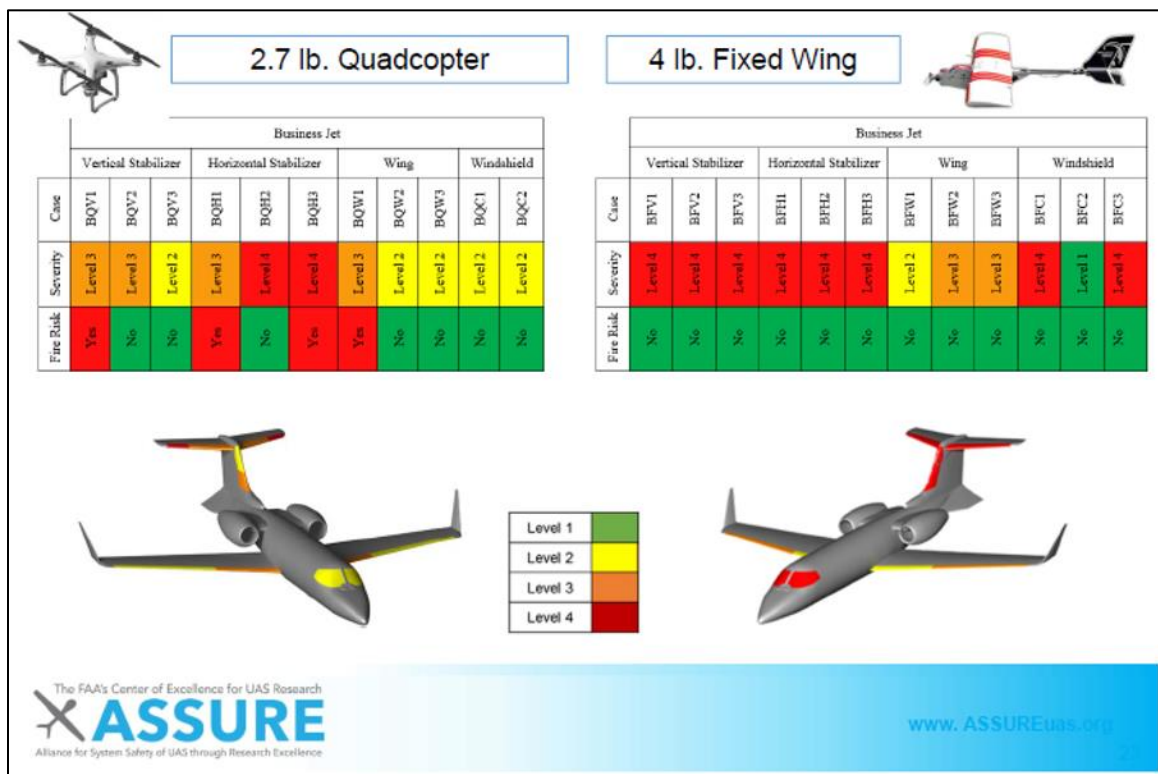 2.7 lb. Quadcopter
4 lb. Fixed Wing
Business Jet
Vertical Stabilizer Horizontal Stabilizer Wing Windshield
Case BQV1 BQV2 BQV3 BQH1 BQH2 BQH3 BQW1 BQW2 BQW3 BQC1 BQC2
Severity Level 3 Level 3 Level 2 Level 3 Level 4 Level 4 Level 3 Level 2 Level 2 Level 2 Level 2
Fire Risk Yes No No Yes No Yes Yes No No No No
Business Jet
Vertical Stabilizer Horizontal Stabilizer Wing Windshield
Case BFV1 BFV2 BFV3 BFH1 BFH2 BFH3 BFW1 BFW2 BFW3 BFC1 BFC2 BFC3
Severity Level 4 Level 4 Level 4 Level 4 Level 4 Level 4 Level 2 Level 3 Level 3 Level 4 Level 1 Level 4
Fire Risk No No No No No No No No No No No No
Level 1
Level 2
Level 3
Level 4
The FAA's Center of Excellence for UAS Research
ASSURE
Alliance for System Safety of UAS through Research Excellence
www. ASSUREuas.org